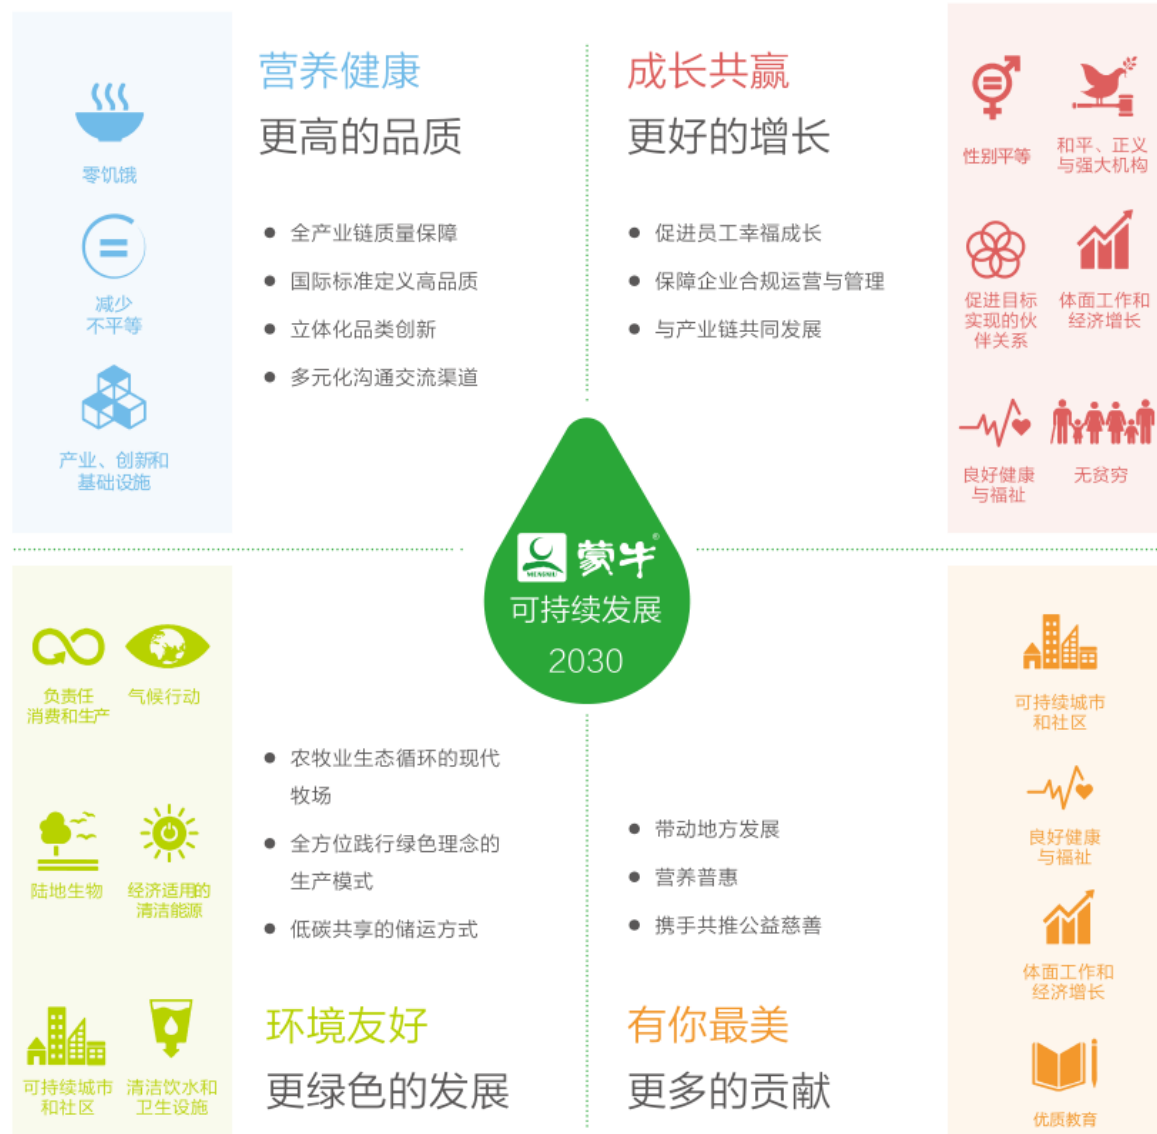 零饥饿
减少
不平等
产业、创新和
基础设施
营养健康
更高的品质
全产业链质量保障
国际标准定义高品质
立体化品类创新
多元化沟通交流渠道
成长共赢
更好的增长
促进员工幸福成长
保障企业合规运营与管理
与产业链共同发展
性别平等
和平、正义
与强大机构
促进目标
实现的伙
伴关系
体面工作和
经济增长
良好健康
与福祉
无贫穷
MENGNIU
蒙牛®
可持续发展
2030
负责任
消费和生产
气候行动
陆地生物
经济适用的
清洁能源
可持续城市
和社区
清洁饮水和
卫生设施
农牧业生态循环的现代
牧场
全方位践行绿色理念的
生产模式
低碳共享的储运方式
环境友好
更绿色的发展
带动地方发展
营养普惠
携手共推公益慈善
有你最美
更多的贡献
可持续城市
和社区
良好健康
与福祉
体面工作和
经济增长
优质教育